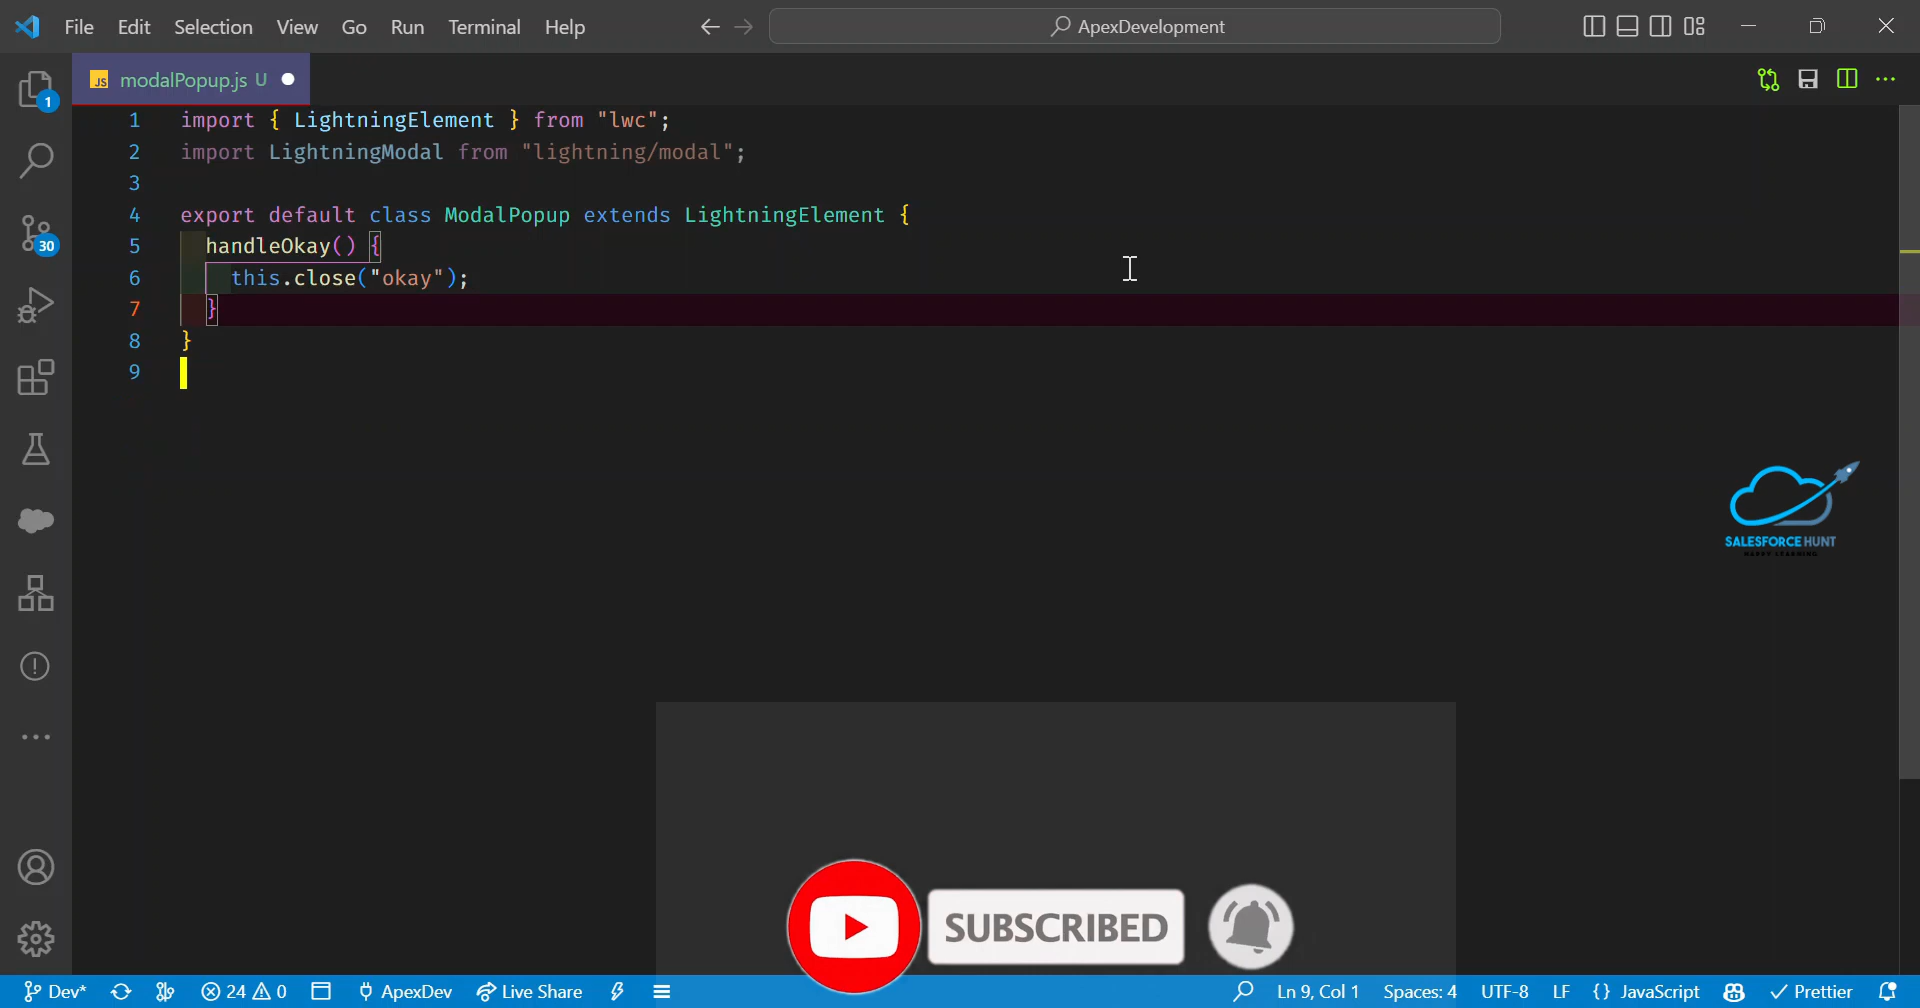 File Edit Selection View Go Run Terminal Help ApexDevelopment
JS modalPopup.js U
1 import { LightningElement } from "lwc";
2 import LightningModal from "lightning/modal";
3
4 export default class ModalPopup extends LightningElement {
5 handleOkay() {
6 this.close("okay");
7 }
8 }
9
1
30
SALESFORCE HUNT
SUBSCRIBED
Dev* 24 0 ApexDev Live Share Ln 9, Col 1 Spaces: 4 UTF-8 LF {} JavaScript Prettier